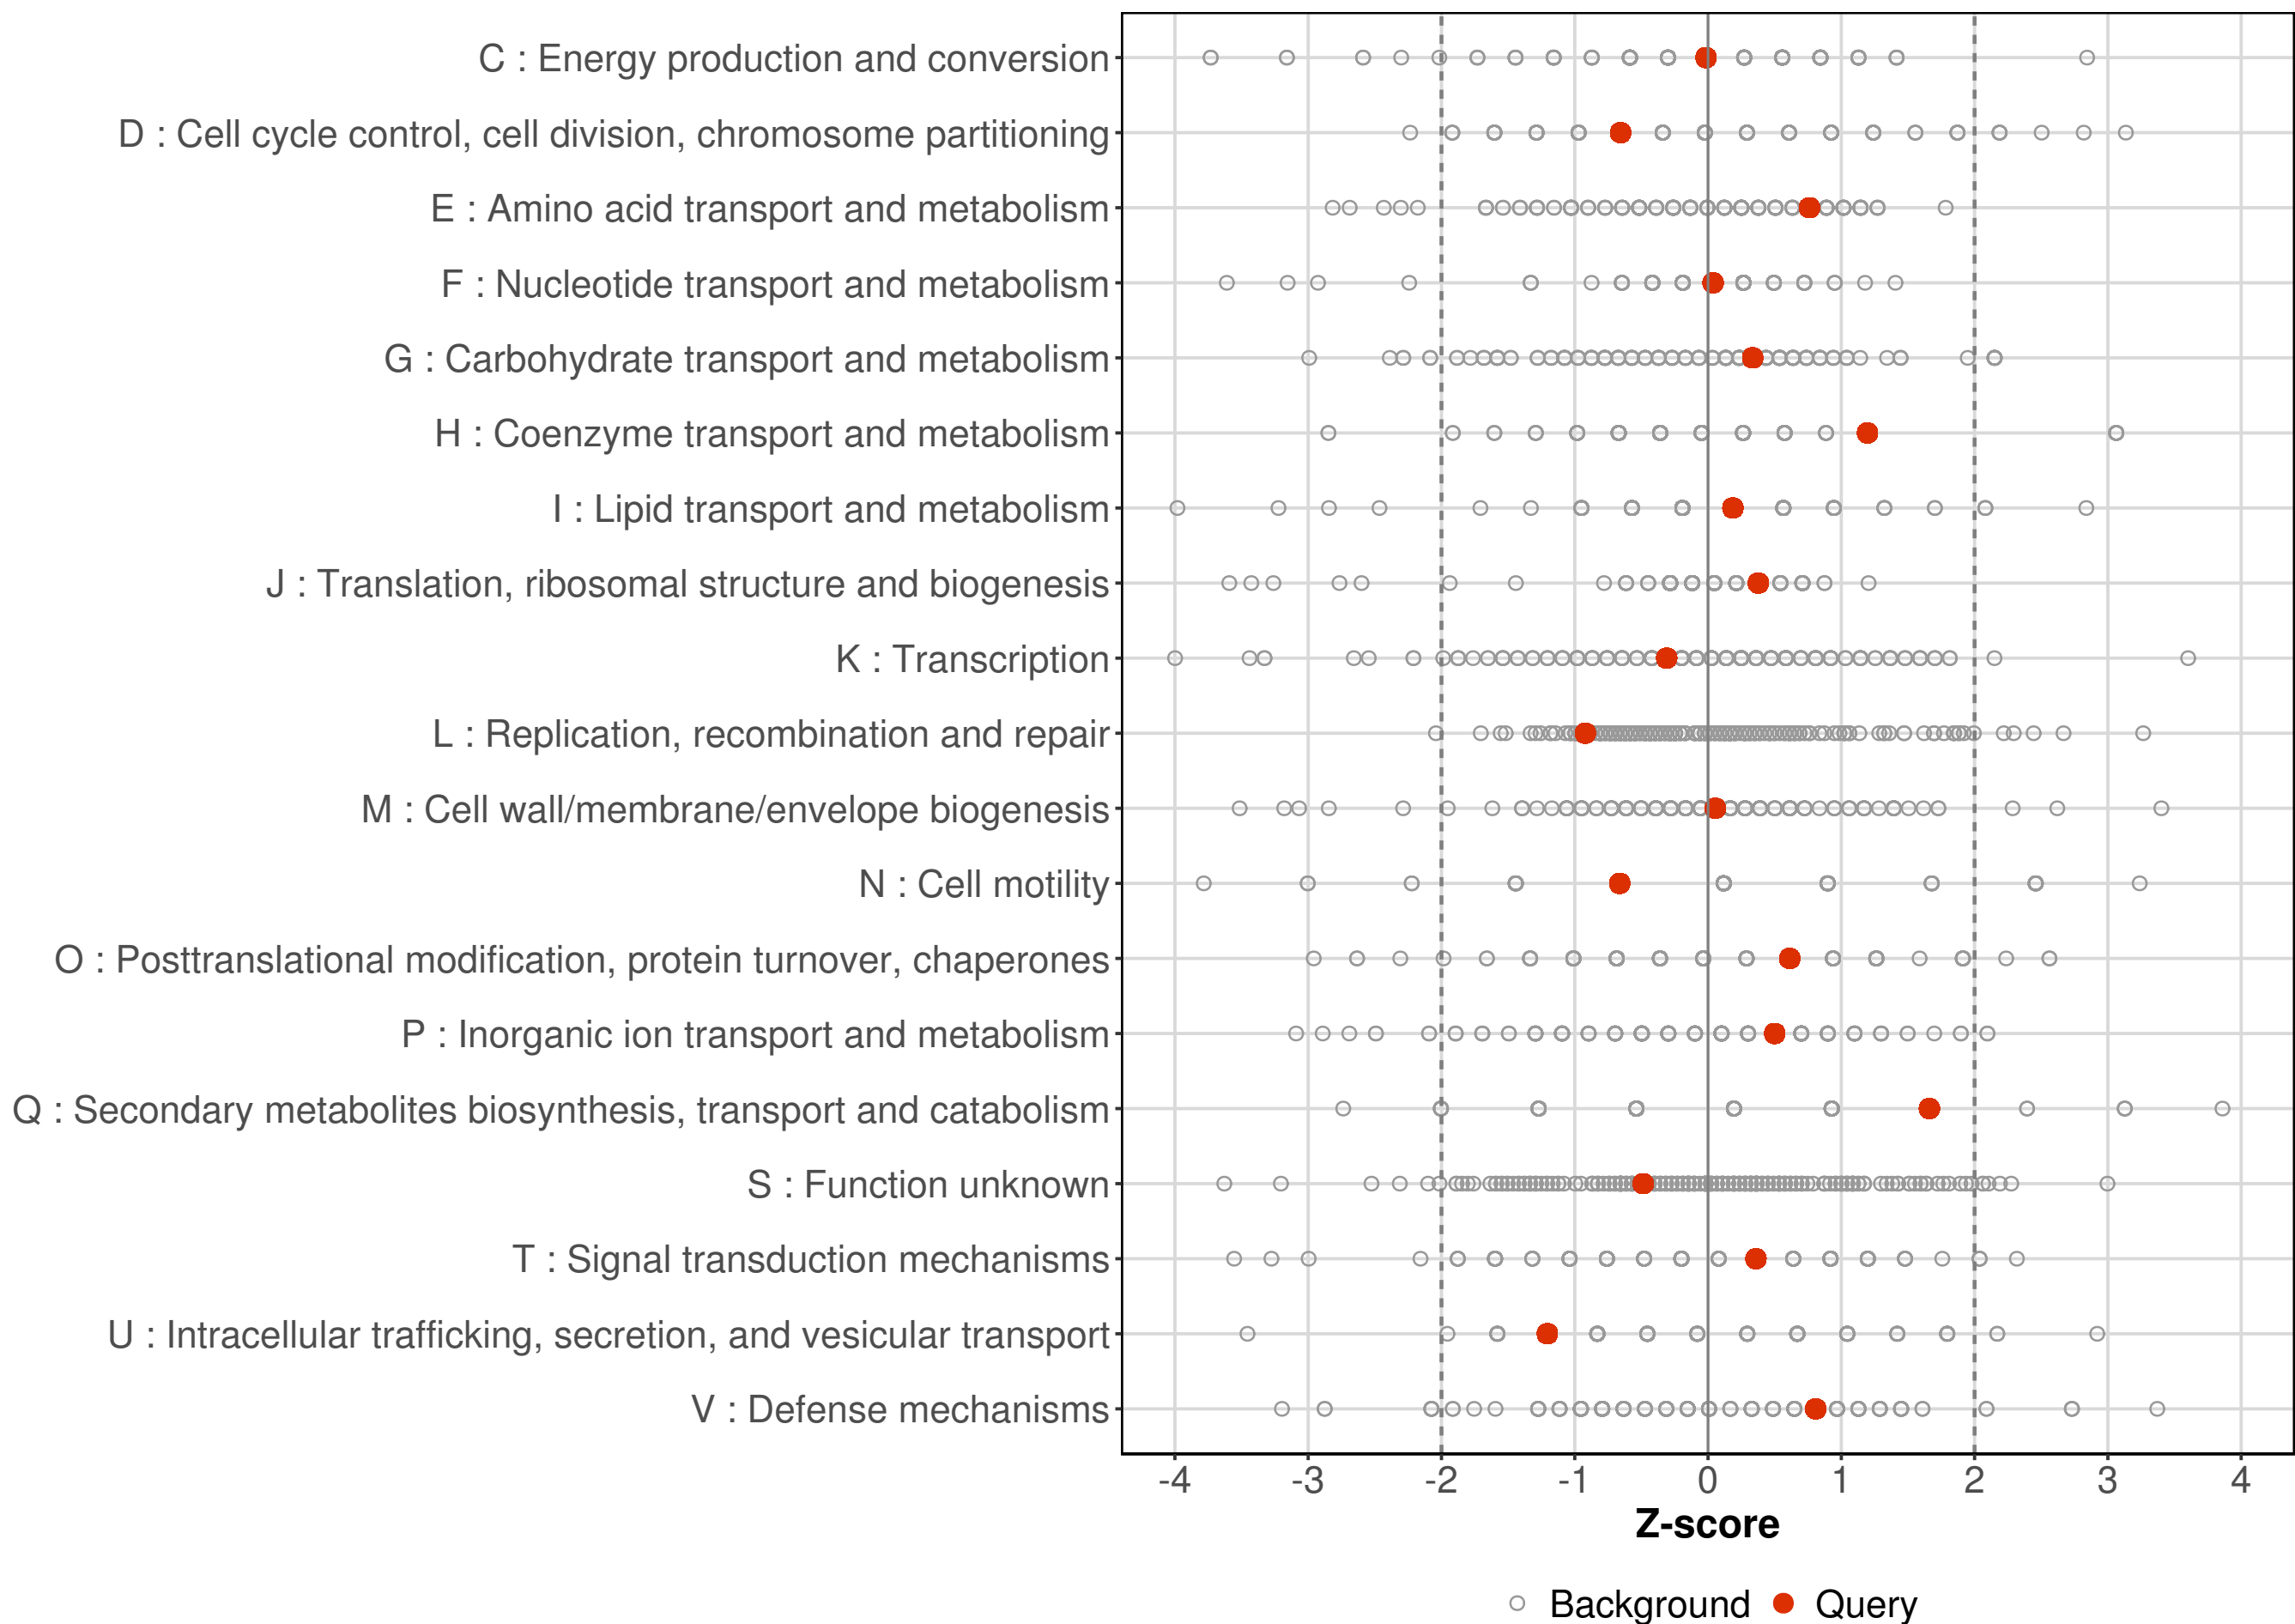 C : Energy production and conversion
D : Cell cycle control, cell division, chromosome partitioning
E : Amino acid transport and metabolism
F : Nucleotide transport and metabolism
G : Carbohydrate transport and metabolism
H : Coenzyme transport and metabolism
I : Lipid transport and metabolism
J : Translation, ribosomal structure and biogenesis
K : Transcription
L : Replication, recombination and repair
M : Cell wall/membrane/envelope biogenesis
N : Cell motility
O : Posttranslational modification, protein turnover, chaperones
P : Inorganic ion transport and metabolism
Q : Secondary metabolites biosynthesis, transport and catabolism
S : Function unknown
T : Signal transduction mechanisms
U : Intracellular trafficking, secretion, and vesicular transport
V : Defense mechanisms
-4 -3 -2 -1 0 1 2 3 4
Z-score
Background Query